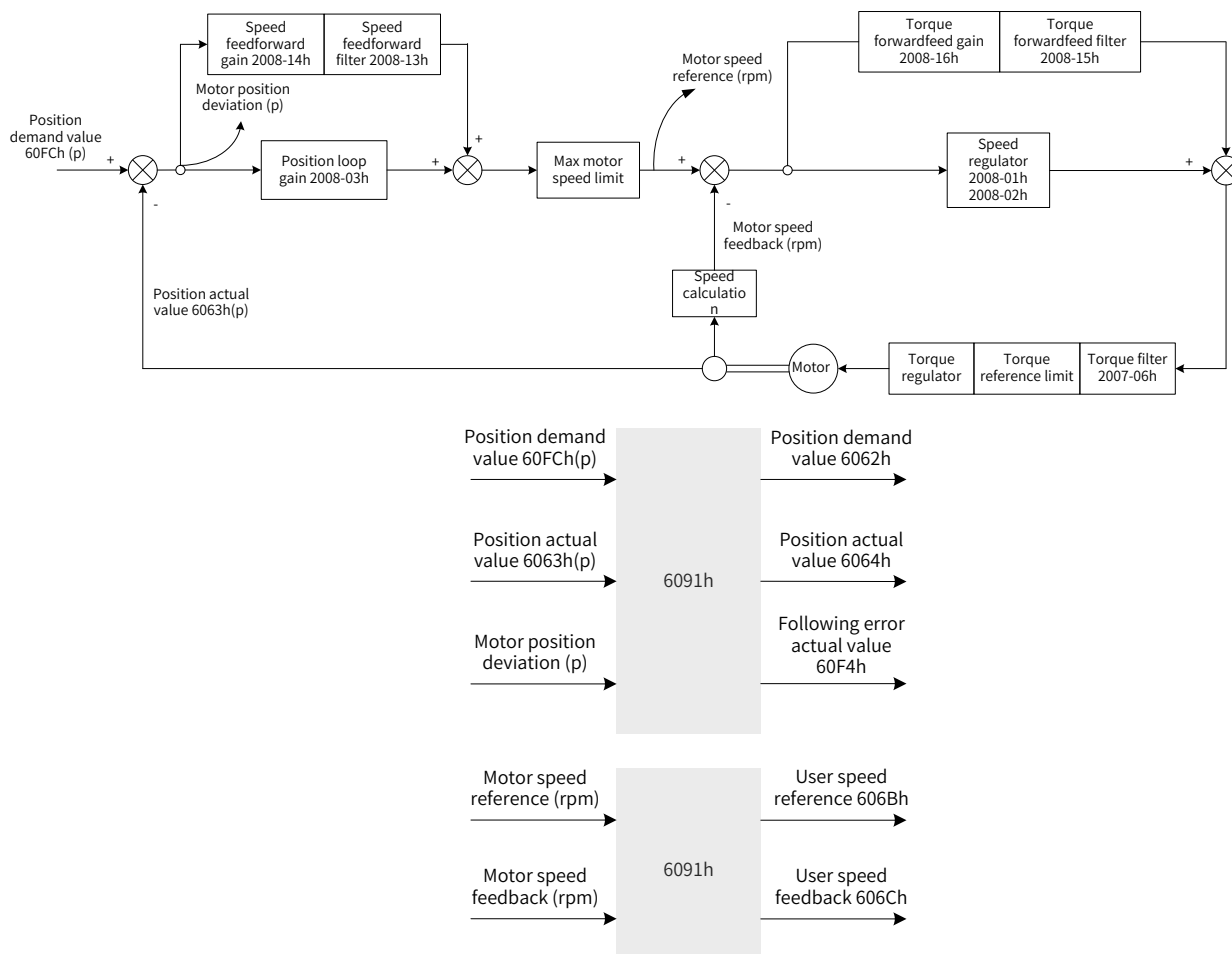 Speed
feedforward
gain 2008-14h
Speed
feedforward
filter 2008-13h
Motor position
deviation (p)
Position
demand value
60FCh (p)
+
-
Position loop
gain 2008-03h
+
+
Max motor
speed limit
Motor speed
reference (rpm)
+
-
Motor speed
feedback (rpm)
Speed
calculatio
n
Torque
forwardfeed gain
2008-16h
Torque
forwardfeed filter
2008-15h
Speed
regulator
2008-01h
2008-02h
+
Position actual
value 6063h(p)
Motor
Torque
regulator
Torque
reference limit
Torque filter
2007-06h
Position demand
value 60FCh(p)
Position demand
value 6062h
Position actual
value 6063h(p)
6091h
Position actual
value 6064h
Motor position
deviation (p)
Following error
actual value
60F4h
Motor speed
reference (rpm)
User speed
reference 606Bh
6091h
Motor speed
feedback (rpm)
User speed
feedback 606Ch